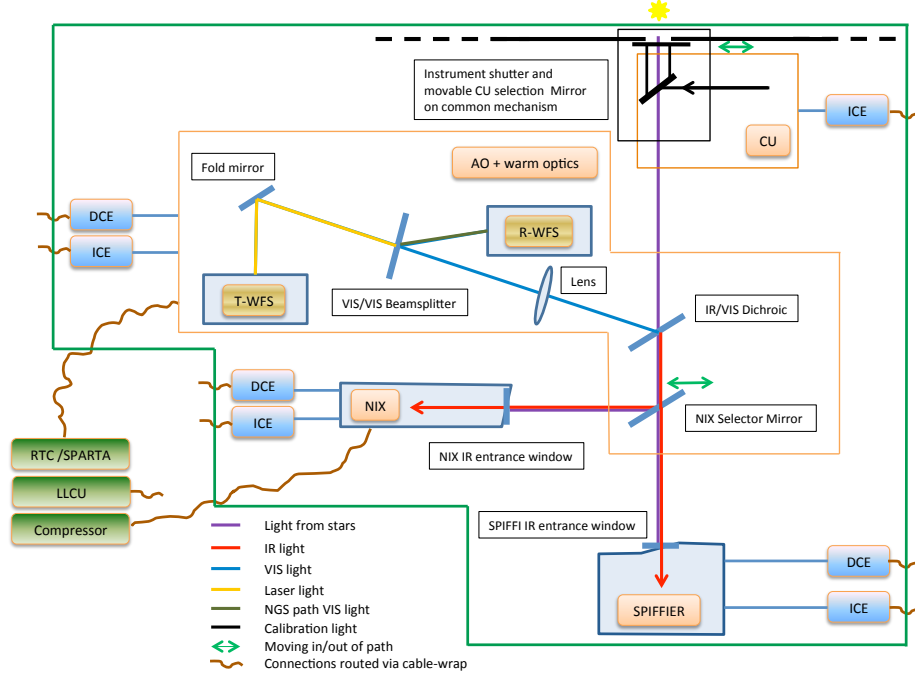 Instrument shutter and
movable CU selection Mirror
on common mechanism
ICE
CU
AO + warm optics
Fold mirror
DCE
ICE
R-WFS
T-WFS
VIS/VIS Beamsplitter
Lens
IR/VIS Dichroic
DCE
ICE
NIX
NIX Selector Mirror
NIX IR entrance window
RTC /SPARTA
LLCU
Compressor
SPIFFI IR entrance window
DCE
ICE
SPIFFIER
Light from stars
IR light
VIS light
Laser light
NGS path VIS light
Calibration light
Moving in/out of path
Connections routed via cable-wrap